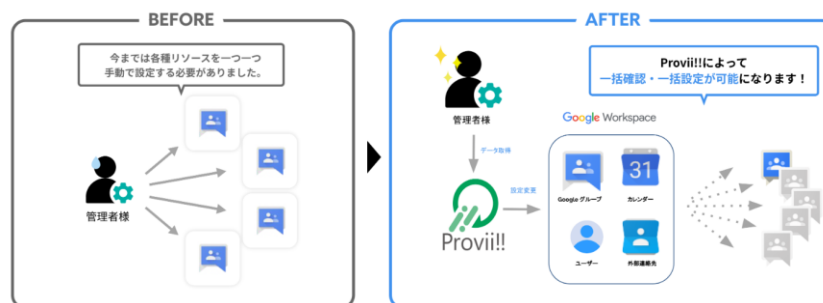 BEFORE
今までは各種リソースを一つ一つ
手動で設定する必要がありました。
管理者様
AFTER
Provii!!によって
一括確認・一括設定が可能になります！
管理者様
データ取得
Provii!!
設定変更
Google Workspace
Google グループ
31
カレンダー
ユーザー
外部連絡先